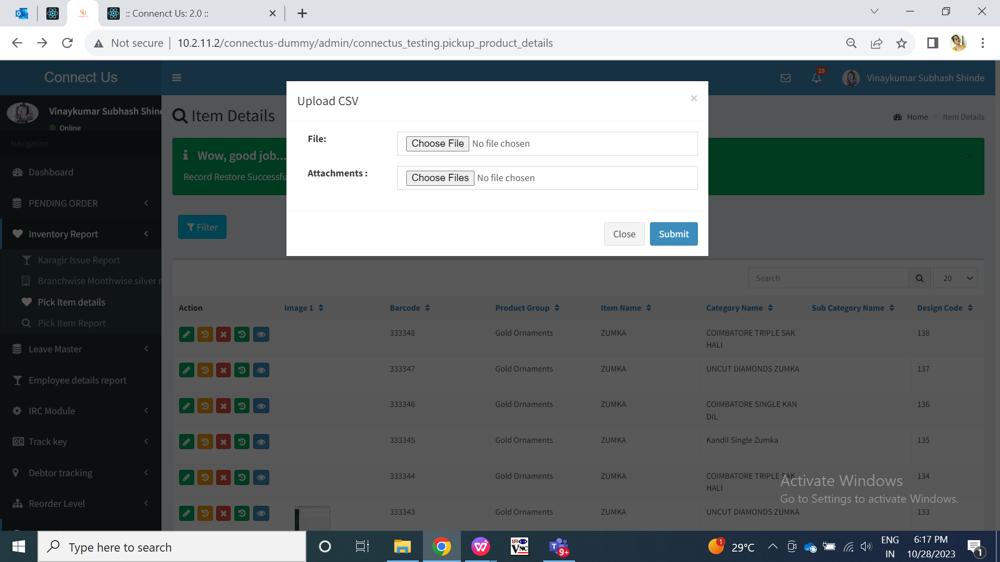 :: Connenct Us: 2.0 ::
Not secure
10.2.11.2/connectus-dummy/admin/connectus_testing.pickup_product_details
Connect Us
25
Vinaykumar Subhash Shinde
Vinaykumar Subhash Shind
Online
Navigation
Dashboard
PENDING ORDER
Inventory Report
Karagir Issue Report
Branchwise Monthwise silver r
Pick Item details
Pick Item Report
Leave Master
Employee details report
IRC Module
Track key
Debtor tracking
Reorder Level
Item Details
Home > Item Details
Wow, good job...
Record Restore Successfu
Filter
Upload CSV
×
File:
Choose File No file chosen
Attachments :
Choose Files No file chosen
Close
Submit
Search
20
Action Image 1 Barcode Product Group Item Name Category Name Sub Category Name Design Code
333348 Gold Ornaments ZUMKA COIMBATORE TRIPLE SAK 138
HALI
333347 Gold Ornaments ZUMKA UNCUT DIAMONDS ZUMKA 137
333346 Gold Ornaments ZUMKA COIMBATORE SINGLE KAN 136
DIL
333345 Gold Ornaments ZUMKA Kandil Single Zumka 135
333344 Gold Ornaments ZUMKA COIMBATORE TRIPLE SAK 134
HALI
333343 Gold Ornaments ZUMKA UNCUT DIAMONDS ZUMKA 133
Activate Windows
Go to Settings to activate Windows.
Type here to search
VNC
9+
1
29°C
ENG
IN
6:17 PM
10/28/2023
1